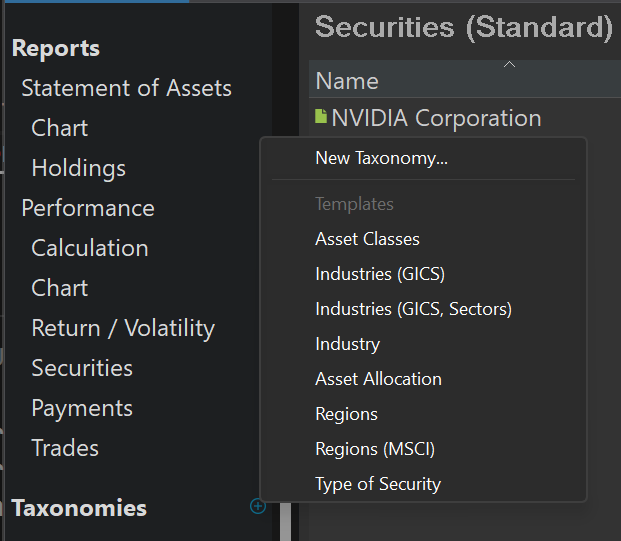 Reports
Statement of Assets
Chart
Holdings
Performance
Calculation
Chart
Return / Volatility
Securities
Payments
Trades
Taxonomies
Securities (Standard)
Name
NVIDIA Corporation
New Taxonomy...
Templates
Asset Classes
Industries (GICS)
Industries (GICS, Sectors)
Industry
Asset Allocation
Regions
Regions (MSCI)
Type of Security